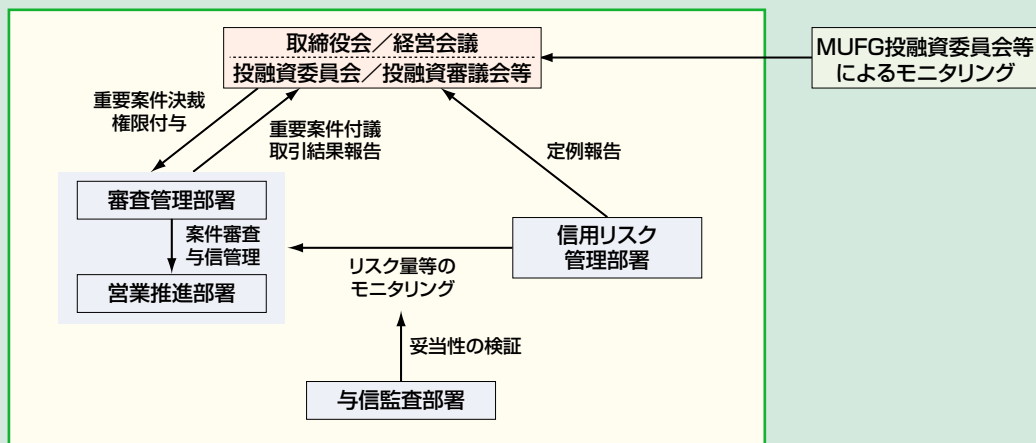 取締役会／経営会議
投融資委員会／投融資審議会等
MUFG投融資委員会等
によるモニタリング
重要案件決裁
権限付与
重要案件付議
取引結果報告
定例報告
審査管理部署
案件審査
与信管理
営業推進部署
信用リスク
管理部署
リスク量等の
モニタリング
妥当性の検証
与信監査部署